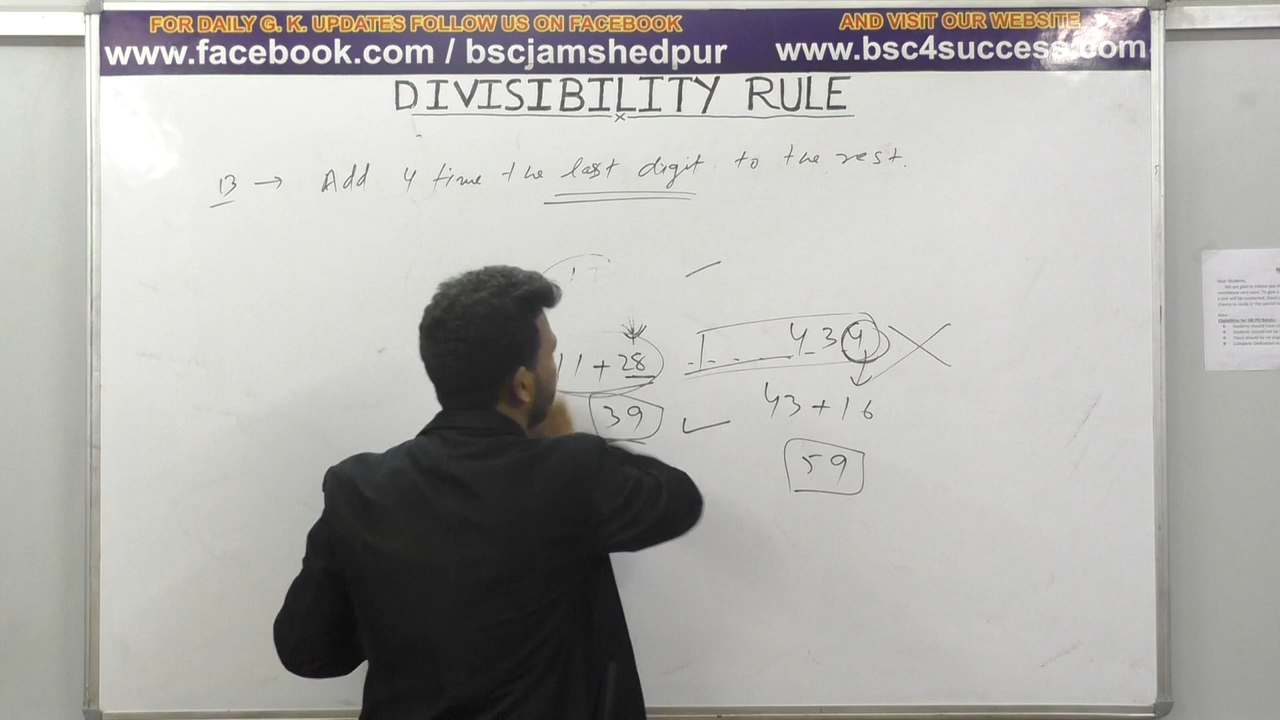 FOR DAILY G. K. UPDATES FOLLOW US ON FACEBOOK
AND VISIT OUR WEBSITE
www.facebook.com / bscjamshedpur
www.bsc4success.com
DIVISIBILITY RULE
x
13 → Add 4 time the last digit to the rest.
11 + 28
39 ✓
434
43 + 16
59